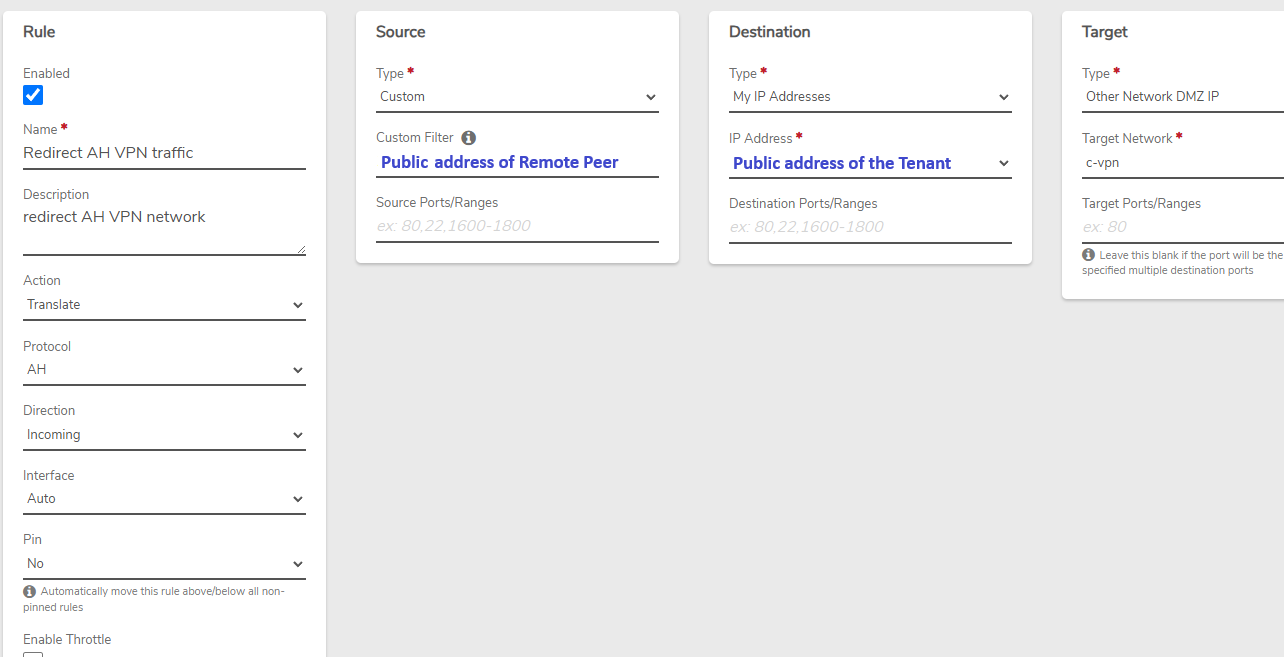 Rule
Enabled
Name *
Redirect AH VPN traffic
Description
redirect AH VPN network
Action
Translate
Protocol
AH
Direction
Incoming
Interface
Auto
Pin
No
Automatically move this rule above/below all non-
pinned rules
Enable Throttle
Source
Type *
Custom
Custom Filter
Public address of Remote Peer
Source Ports/Ranges
ex: 80,22,1600-1800
Destination
Type *
My IP Addresses
IP Address *
Public address of the Tenant
Destination Ports/Ranges
ex: 80,22,1600-1800
Target
Type *
Other Network DMZ IP
Target Network *
c-vpn
Target Ports/Ranges
ex: 80
Leave this blank if the port will be the
specified multiple destination ports